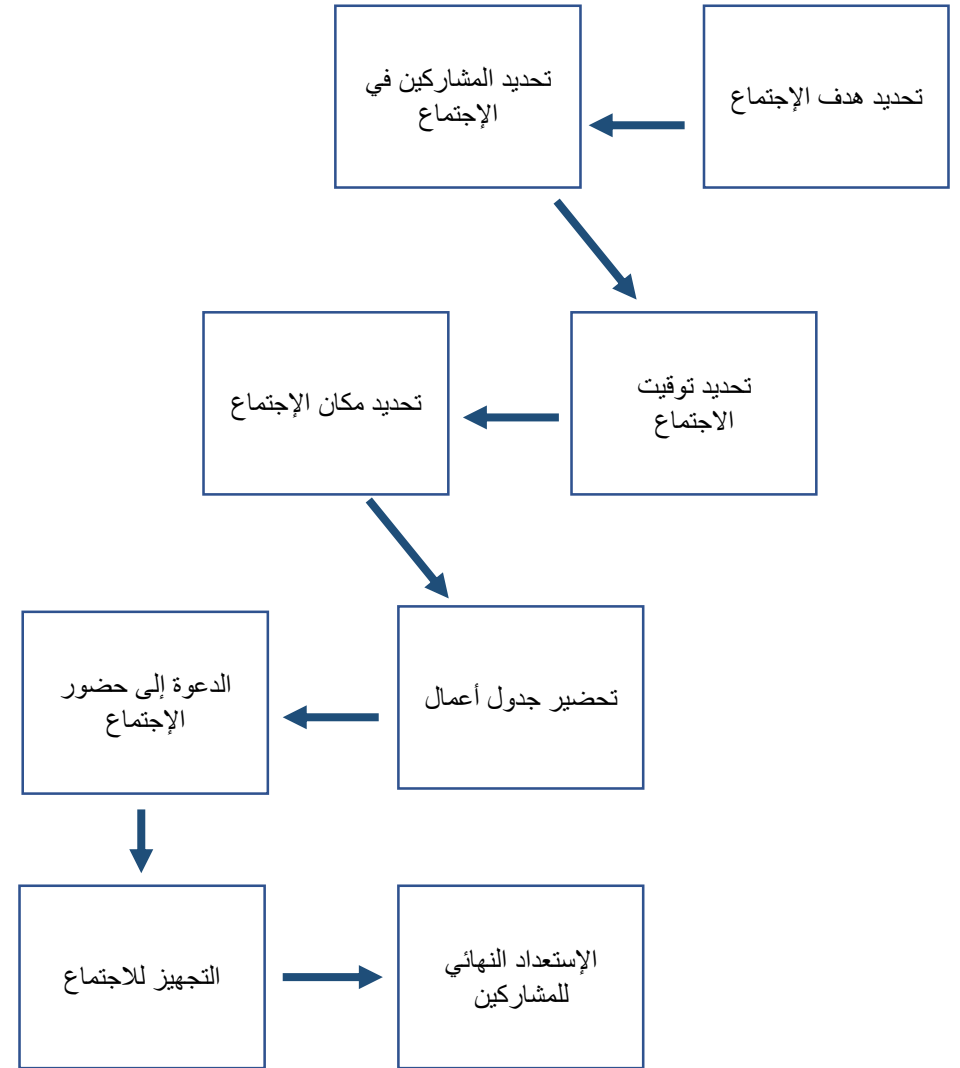 تحديد هدف الإجتماع
تحديد المشاركين في
الإجتماع
تحديد توقيت
الاجتماع
تحديد مكان الإجتماع
تحضير جدول أعمال
الدعوة إلى حضور
الإجتماع
التجهيز للاجتماع
الإستعداد النهائي
للمشاركين